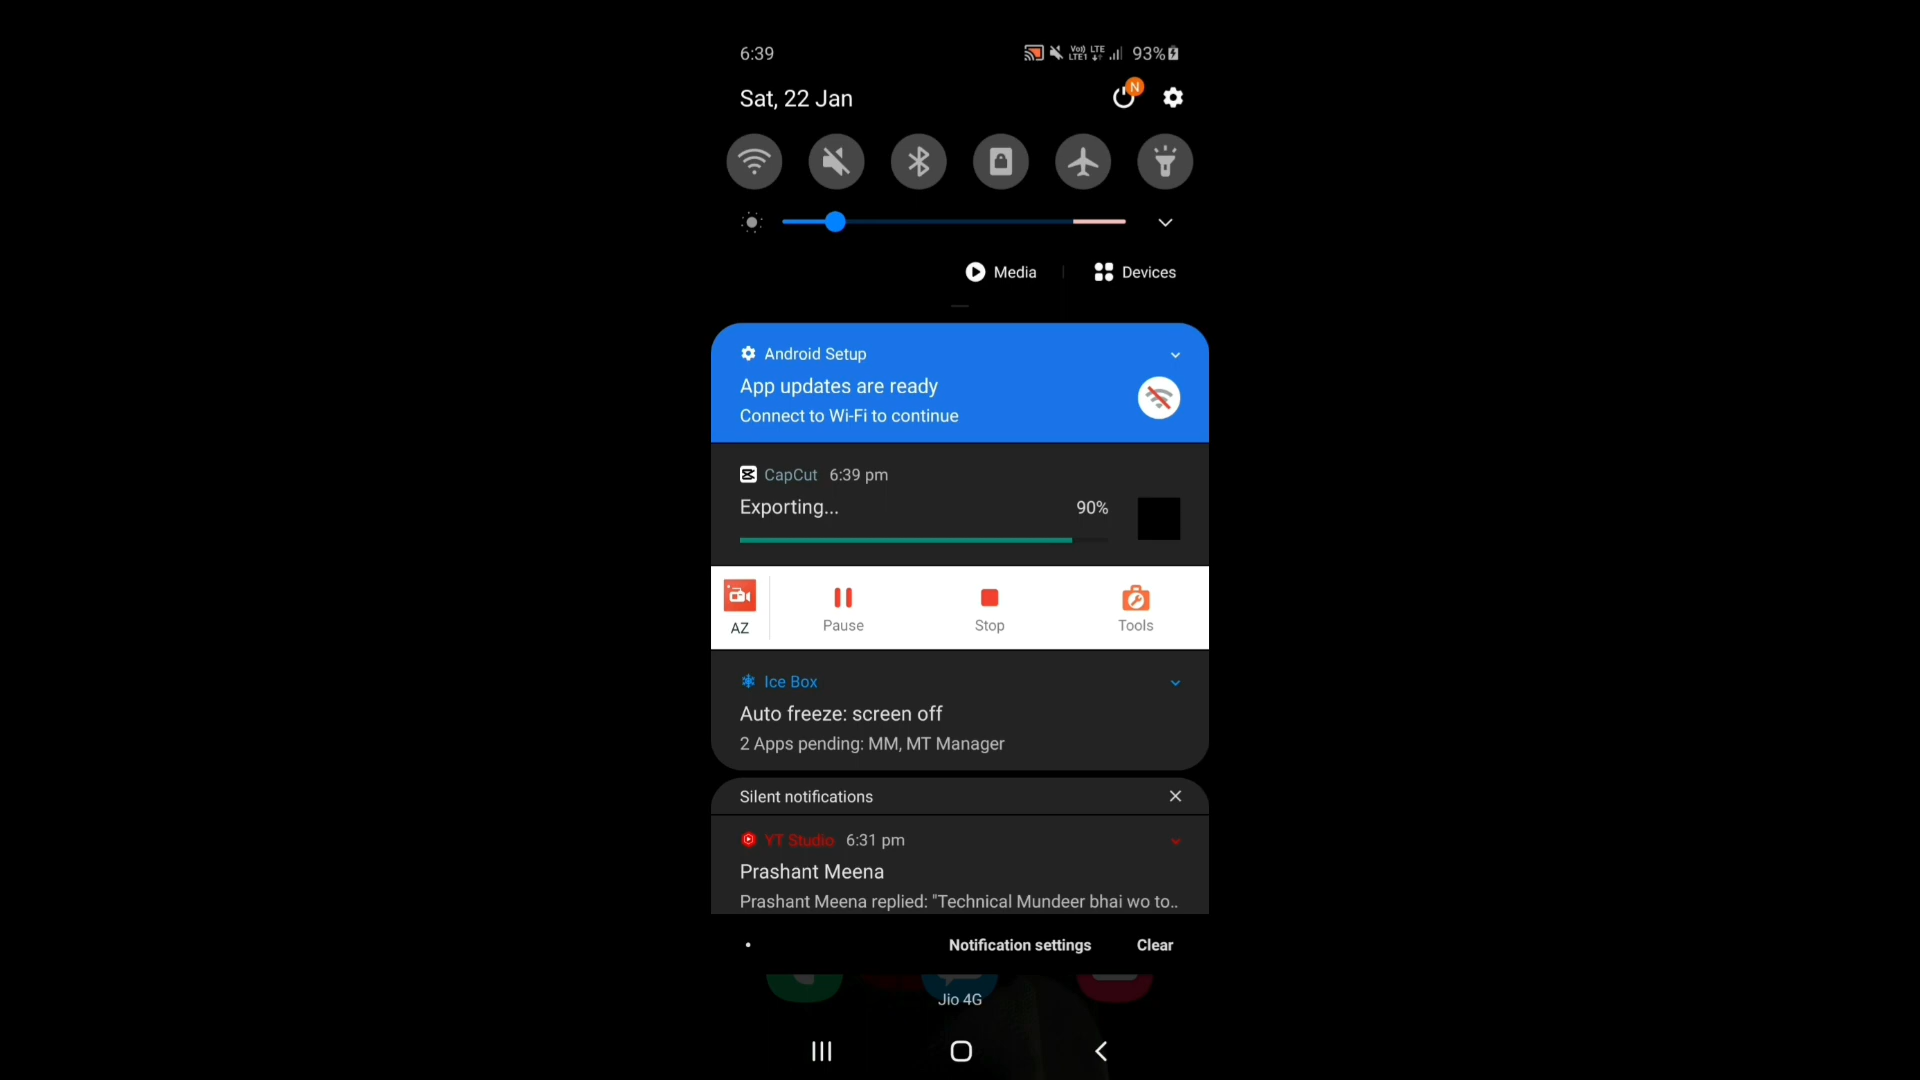 6:39
Vo)) LTE
LTE1
93%
Sat, 22 Jan
N
Media
Devices
Android Setup
App updates are ready
Connect to Wi-Fi to continue
CapCut 6:39 pm
Exporting...
90%
AZ
Pause
Stop
Tools
Ice Box
Auto freeze: screen off
2 Apps pending: MM, MT Manager
Silent notifications
YT Studio 6:31 pm
Prashant Meena
Prashant Meena replied: "Technical Mundeer bhai wo to..
Notification settings
Clear
Jio 4G